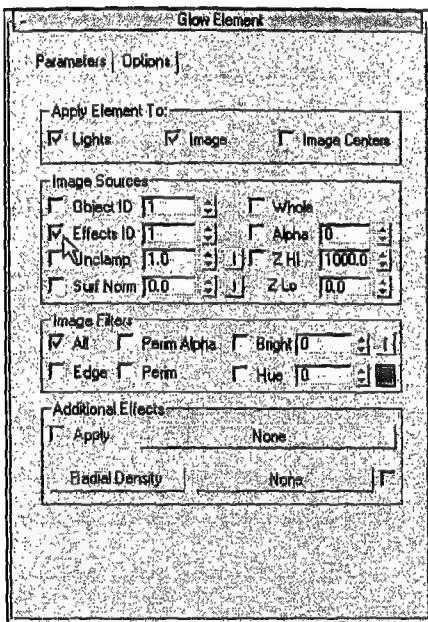 Glow Element
Parameters Options
Apply Element To:
Lights Image Image Centers
Image Sources
Object ID 1 Whole
Effects ID 1 Alpha 0
Unclamp 1.0 Z Hi 1000.0
Surf Norm 0.0 Z Lo 0.0
Image Filters
All Perim Alpha Bright 0
Edge Perim Hue 0
Additional Effects
Apply None
Radial Density None